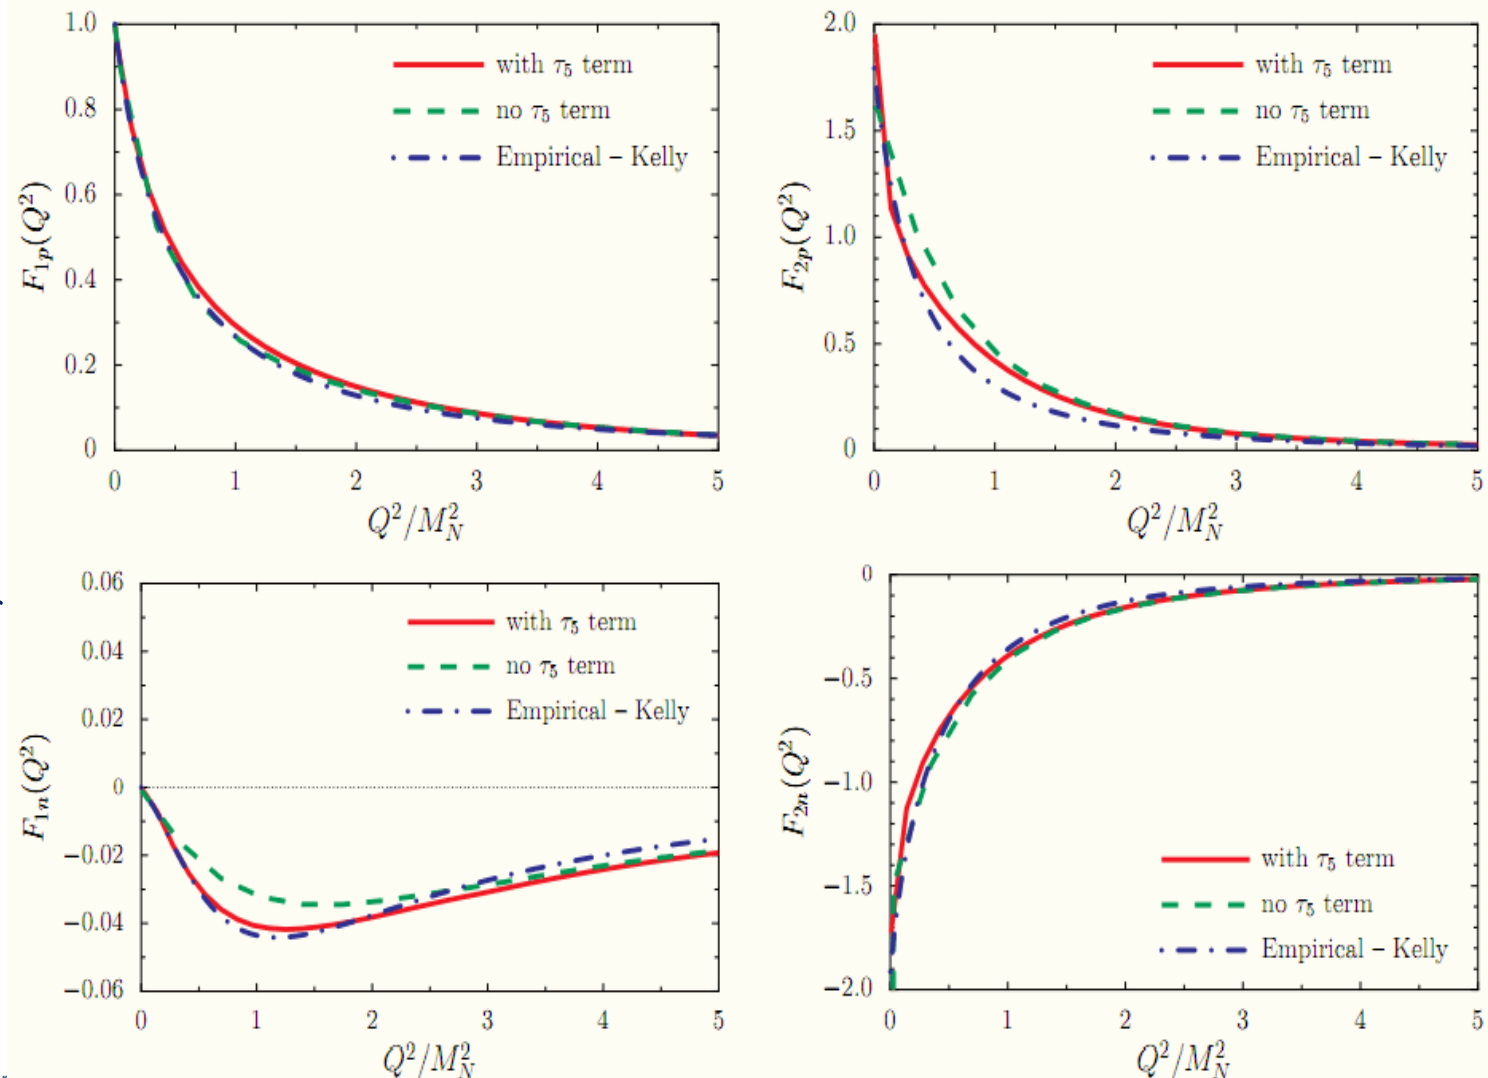 1.0
0.8
0.6
0.4
0.2
0
F₁ₚ(Q²)
with τ₅ term
no τ₅ term
Empirical – Kelly
0 1 2 3 4 5
Q²/M²_N
2.0
1.5
1.0
0.5
0
F₂ₚ(Q²)
with τ₅ term
no τ₅ term
Empirical – Kelly
0 1 2 3 4 5
Q²/M²_N
0.06
0.04
0.02
0
−0.02
−0.04
−0.06
F₁ₙ(Q²)
with τ₅ term
no τ₅ term
Empirical – Kelly
0 1 2 3 4 5
Q²/M²_N
0
−0.5
−1.0
−1.5
−2.0
F₂ₙ(Q²)
with τ₅ term
no τ₅ term
Empirical – Kelly
0 1 2 3 4 5
Q²/M²_N